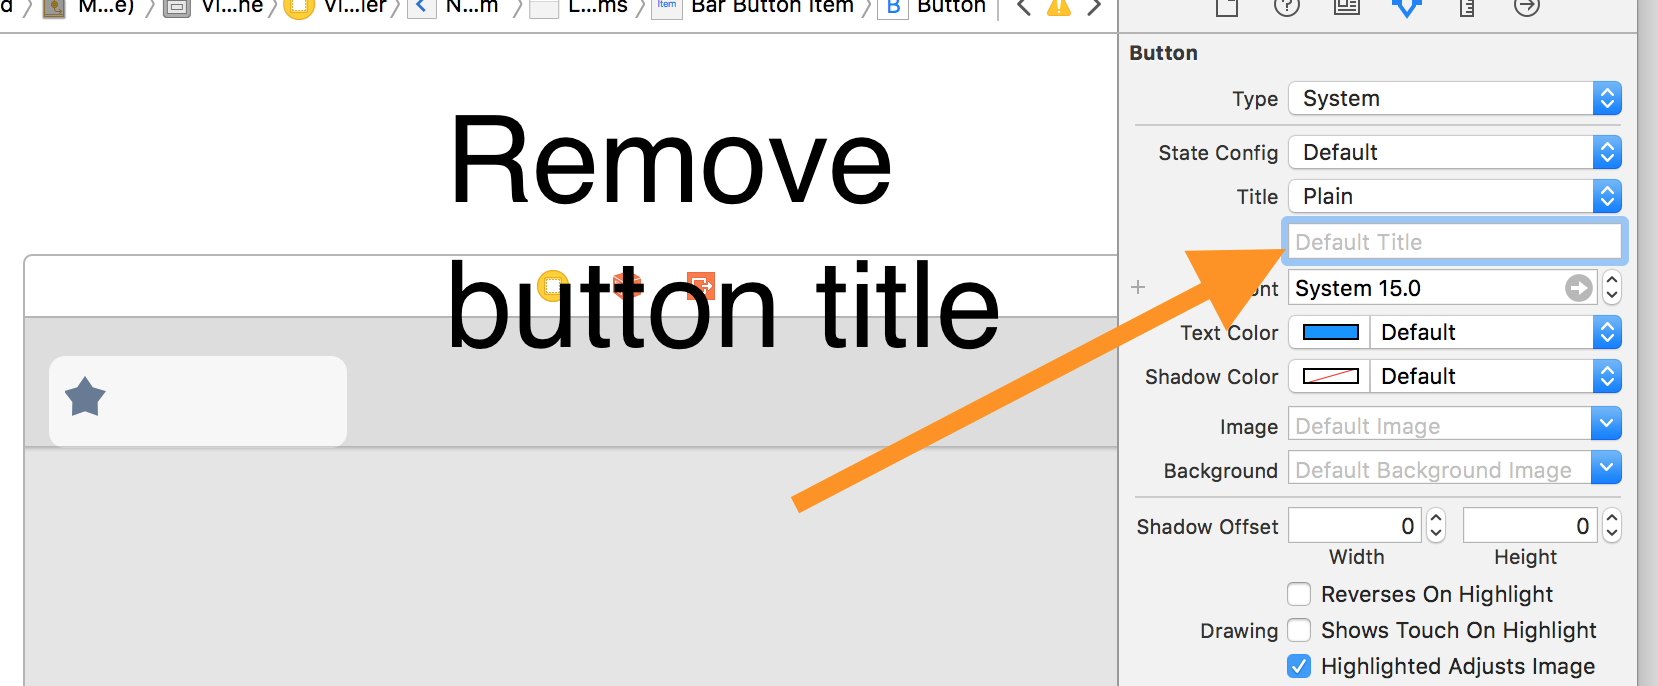 d M...e) Vi...ne Vi...ler N...m L...ms Item Bar Button Item B Button
Button
Type System
State Config Default
Title Plain
Default Title
System 15.0
Text Color Default
Shadow Color Default
Image Default Image
Background Default Background Image
Shadow Offset 0 0
Width Height
Reverses On Highlight
Drawing Shows Touch On Highlight
Highlighted Adjusts Image
Remove
button title